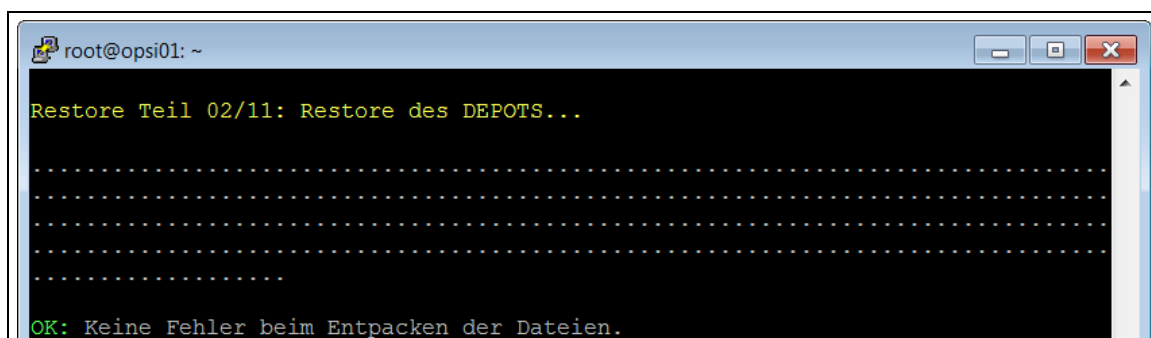 root@opsi01: ~
Restore Teil 02/11: Restore des DEPOTS...
................................................................................
................................................................................
................................................................................
................................................................................
...................
OK: Keine Fehler beim Entpacken der Dateien.